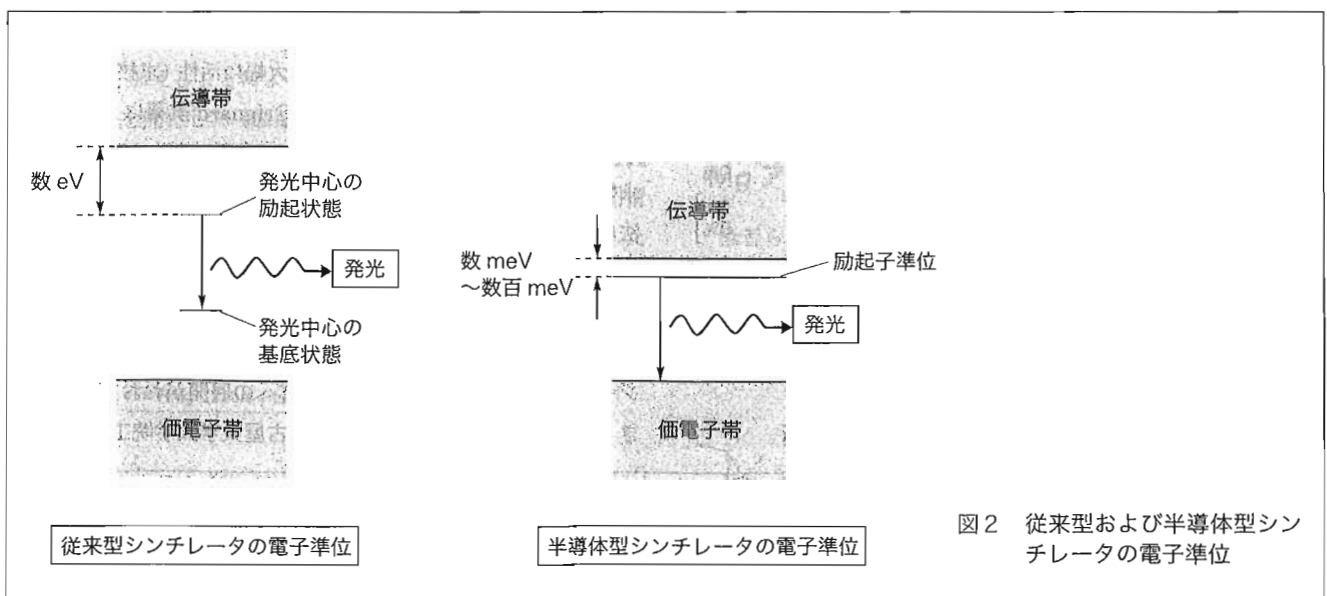 伝導帯
数 eV
発光中心の
励起状態
発光
発光中心の
基底状態
価電子帯
従来型シンチレータの電子準位
伝導帯
数 meV
〜数百 meV
励起子準位
発光
価電子帯
半導体型シンチレータの電子準位
図2 従来型および半導体型シン
チレータの電子準位